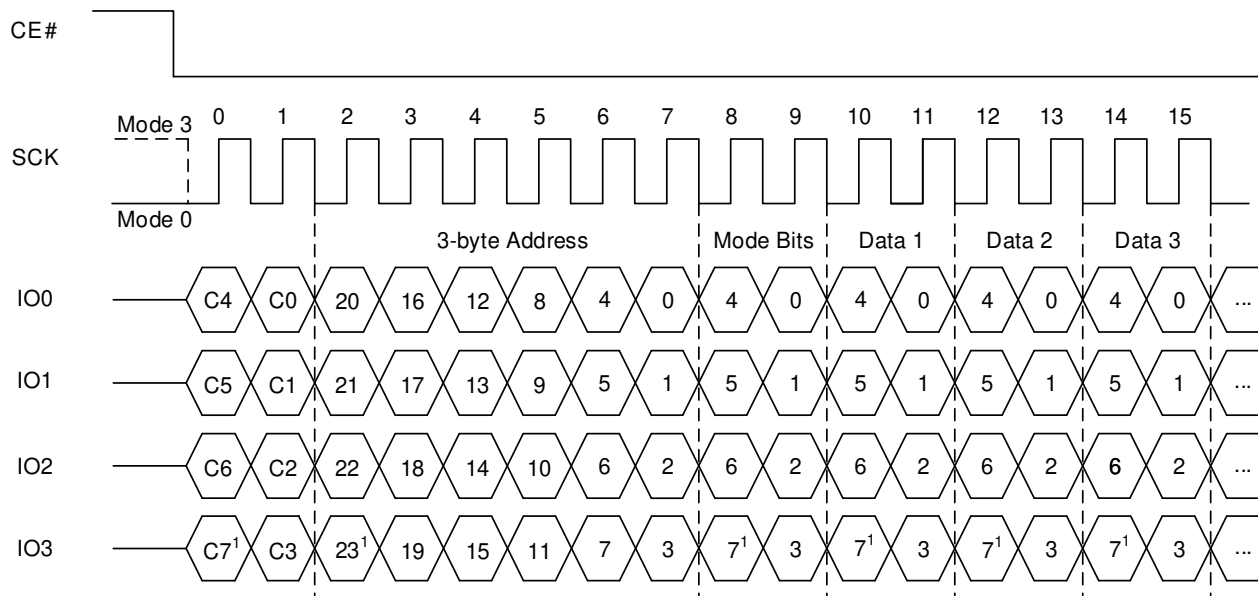 CE#
0 1 2 3 4 5 6 7 8 9 10 11 12 13 14 15
Mode 3
SCK
Mode 0
3-byte Address Mode Bits Data 1 Data 2 Data 3
IO0 C4 C0 20 16 12 8 4 0 4 0 4 0 4 0 4 0 ...
IO1 C5 C1 21 17 13 9 5 1 5 1 5 1 5 1 5 1 ...
IO2 C6 C2 22 18 14 10 6 2 6 2 6 2 6 2 6 2 ...
IO3 C7¹ C3 23¹ 19 15 11 7 3 7¹ 3 7¹ 3 7¹ 3 7¹ 3 ...